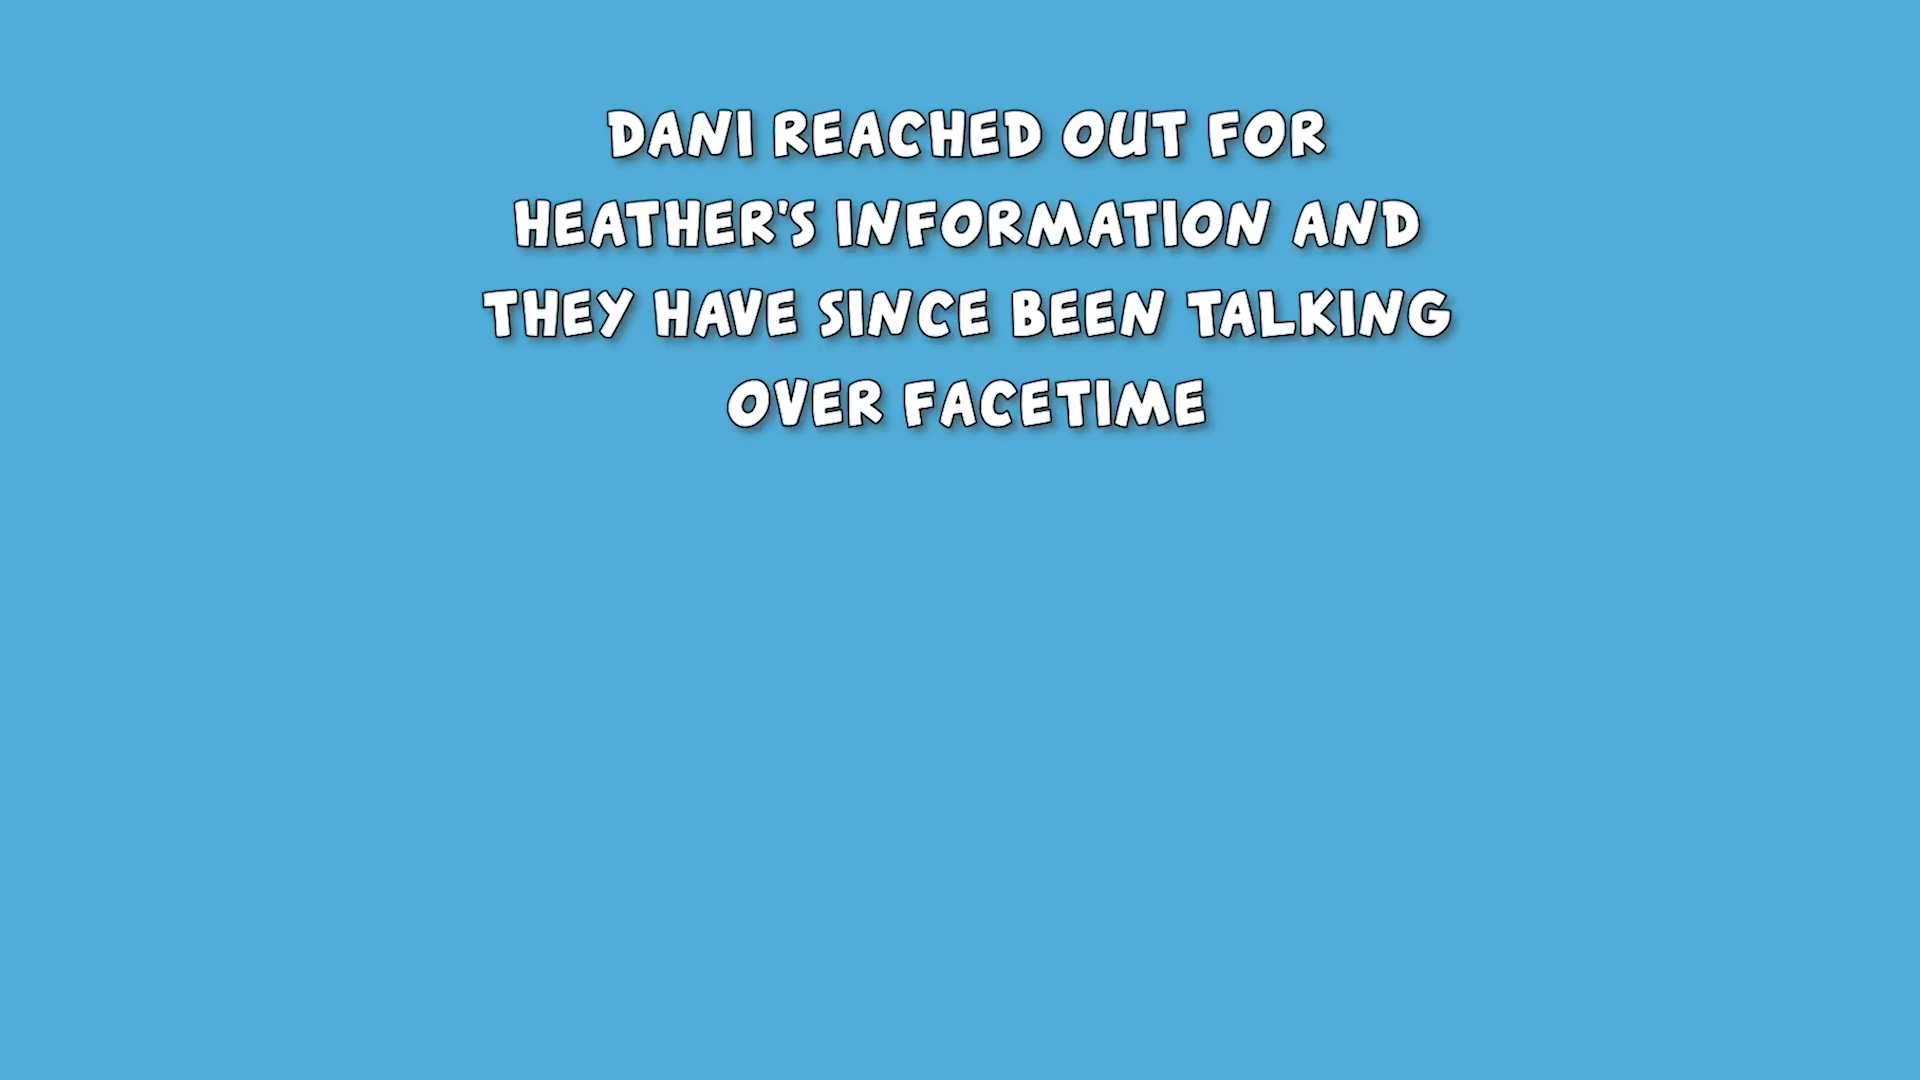 DANI REACHED OUT FOR
HEATHER'S INFORMATION AND
THEY HAVE SINCE BEEN TALKING
OVER FACETIME